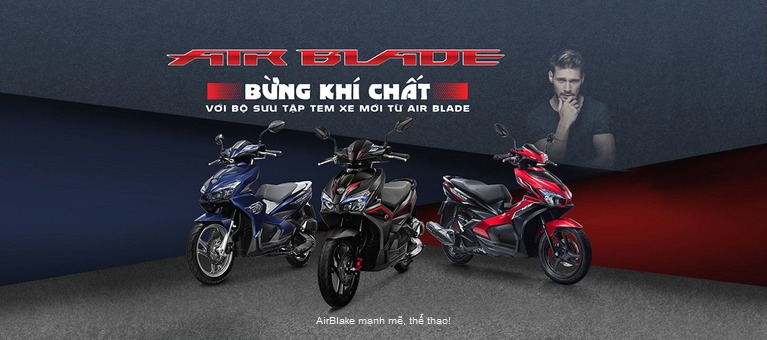 AIR BLADE
BỪNG KHÍ CHẤT
VỚI BỘ SƯU TẬP TEM XE MỚI TỪ AIR BLADE
AirBlake mạnh mẽ, thể thao!